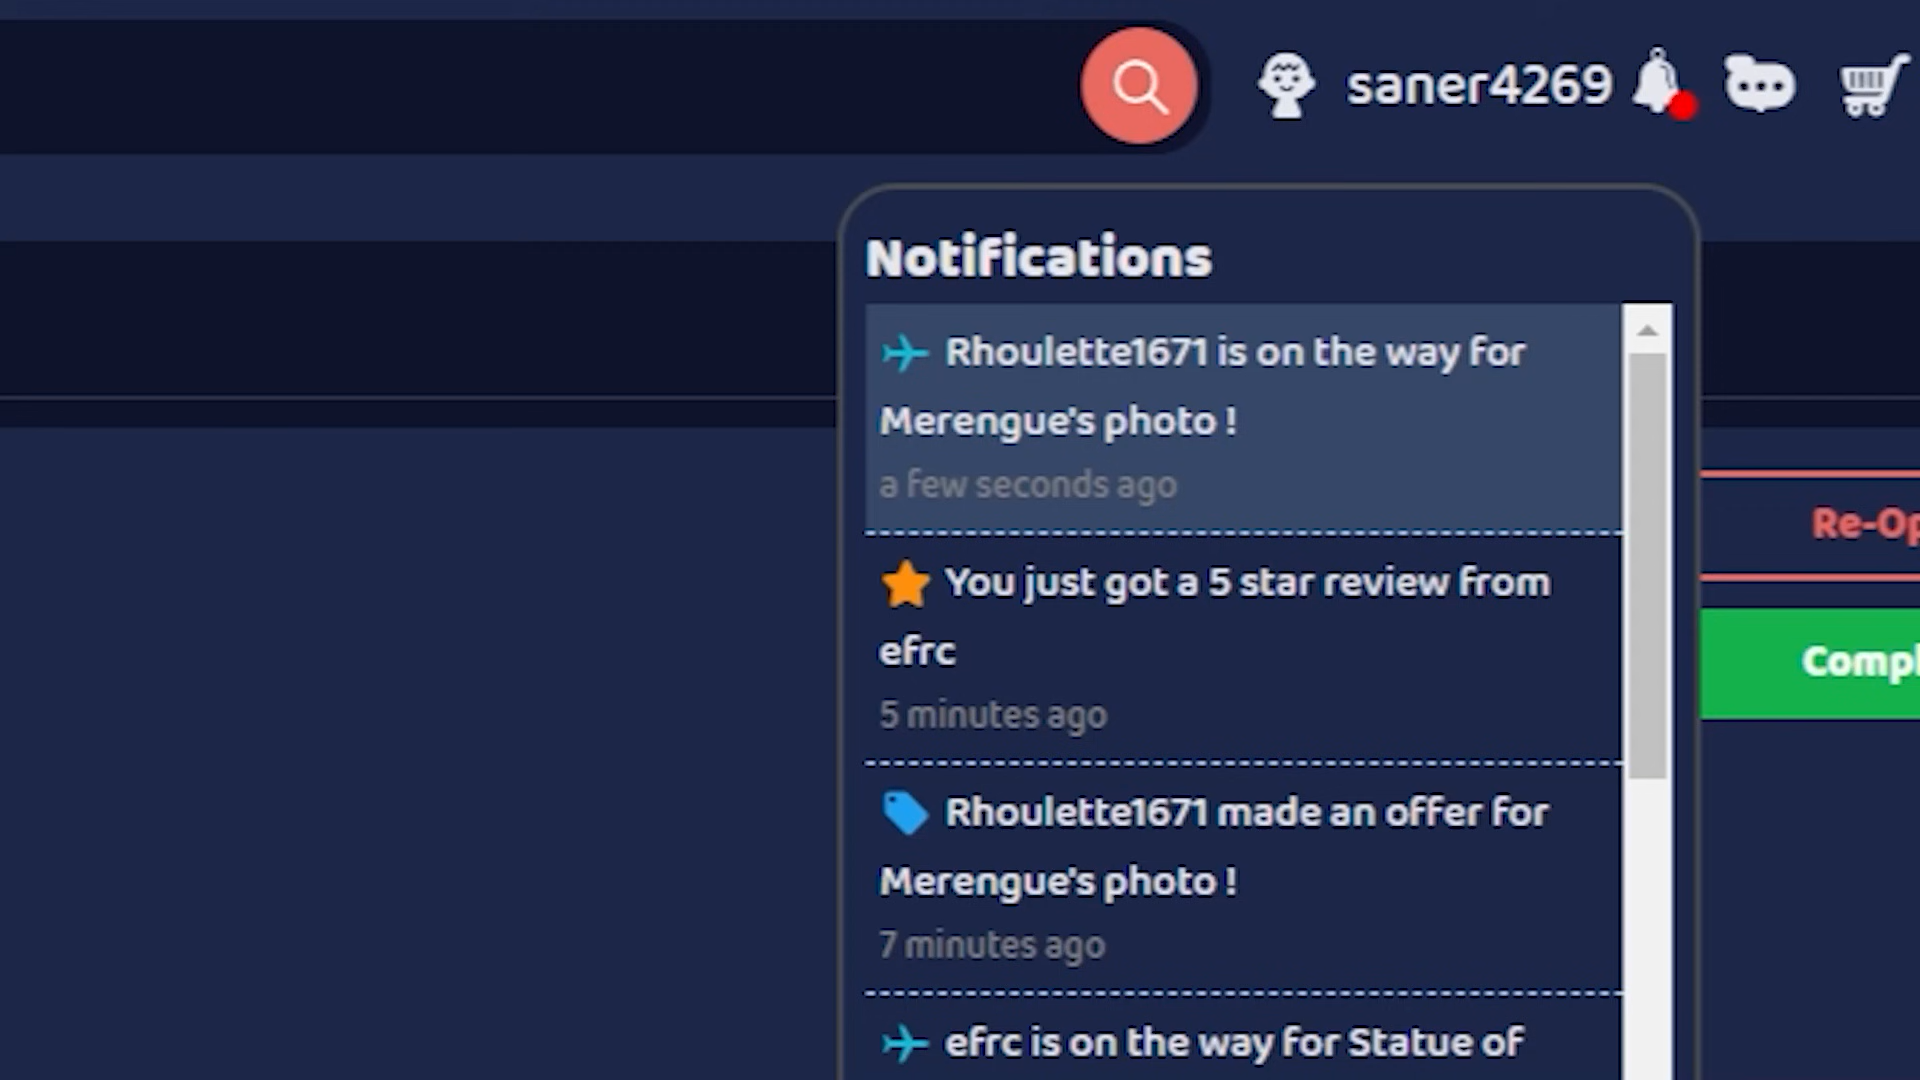 saner4269
Notifications
Rhoulette1671 is on the way for
Merengue's photo !
a few seconds ago
Re-Op
You just got a 5 star review from
efrc
Compl
5 minutes ago
Rhoulette1671 made an offer for
Merengue's photo !
7 minutes ago
efrc is on the way for Statue of